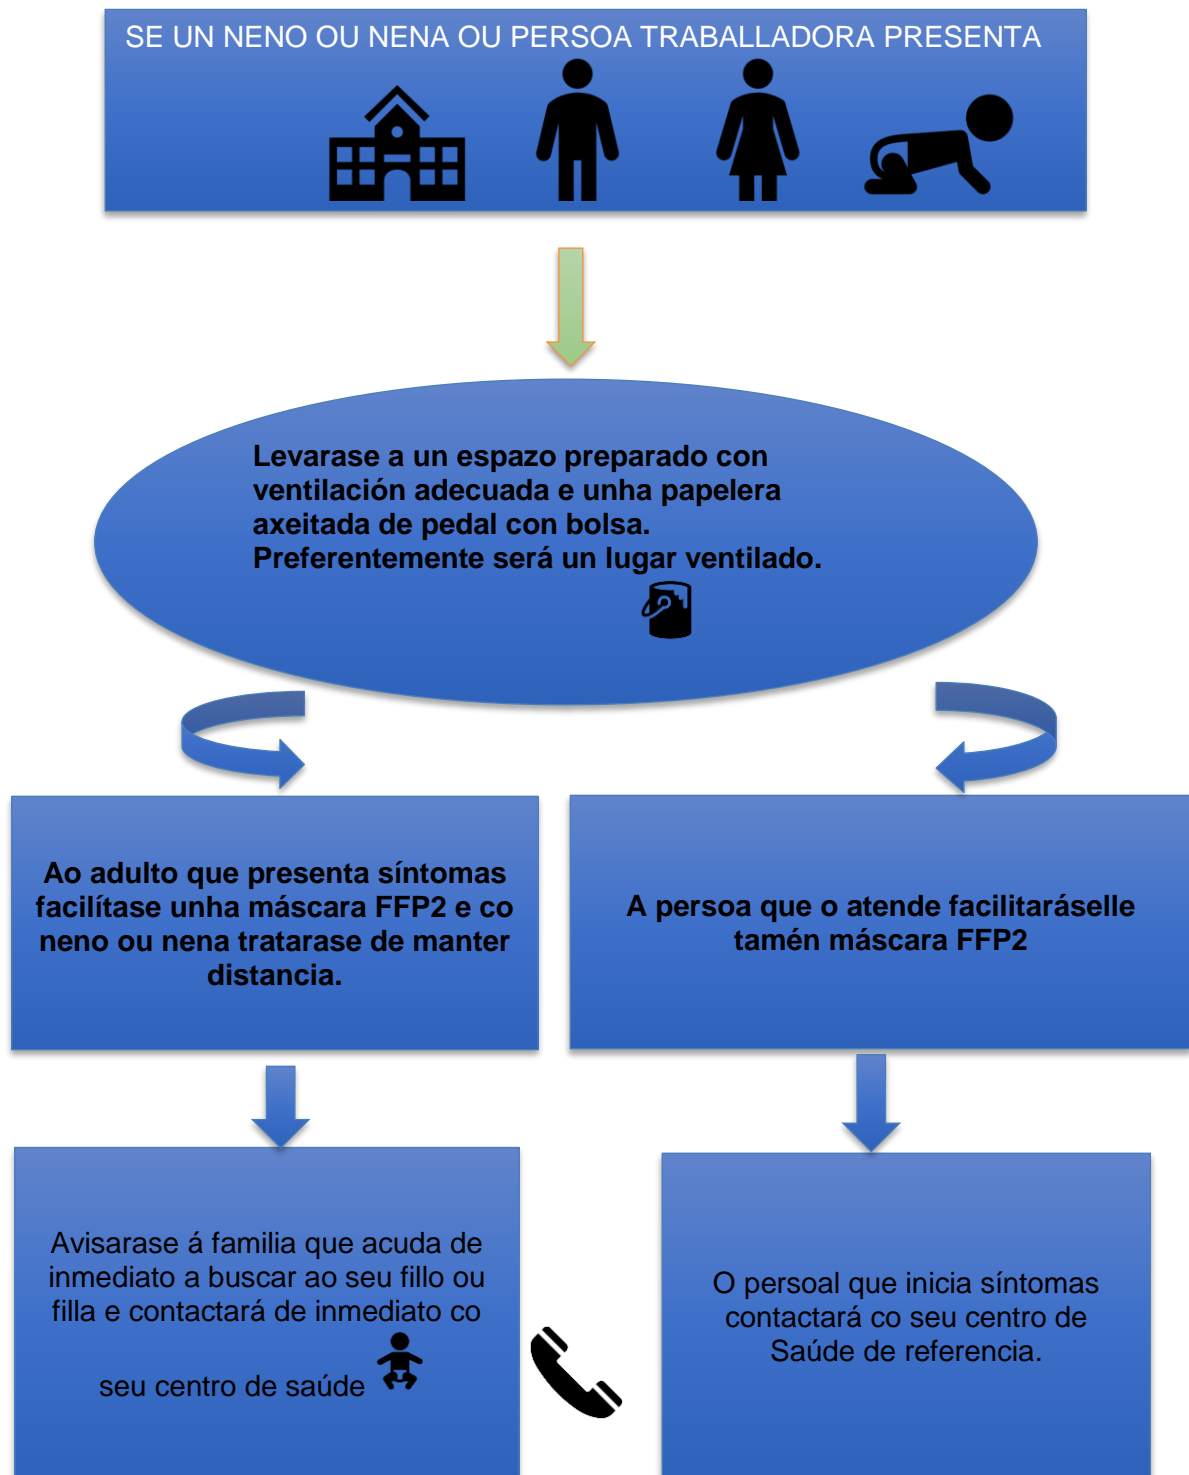 SE UN NENO OU NENA OU PERSOA TRABALLADORA PRESENTA
Levarase a un espazo preparado con
ventilación adecuada e unha papelera
axeitada de pedal con bolsa.
Preferentemente será un lugar ventilado.
Ao adulto que presenta síntomas
facilítase unha máscara FFP2 e co
neno ou nena tratarase de manter
distancia.
A persoa que o atende facilitaráselle
tamén máscara FFP2
Avisarase á familia que acuda de
inmediato a buscar ao seu fillo ou
filla e contactará de inmediato co
seu centro de saúde
O persoal que inicia síntomas
contactará co seu centro de
Saúde de referencia.